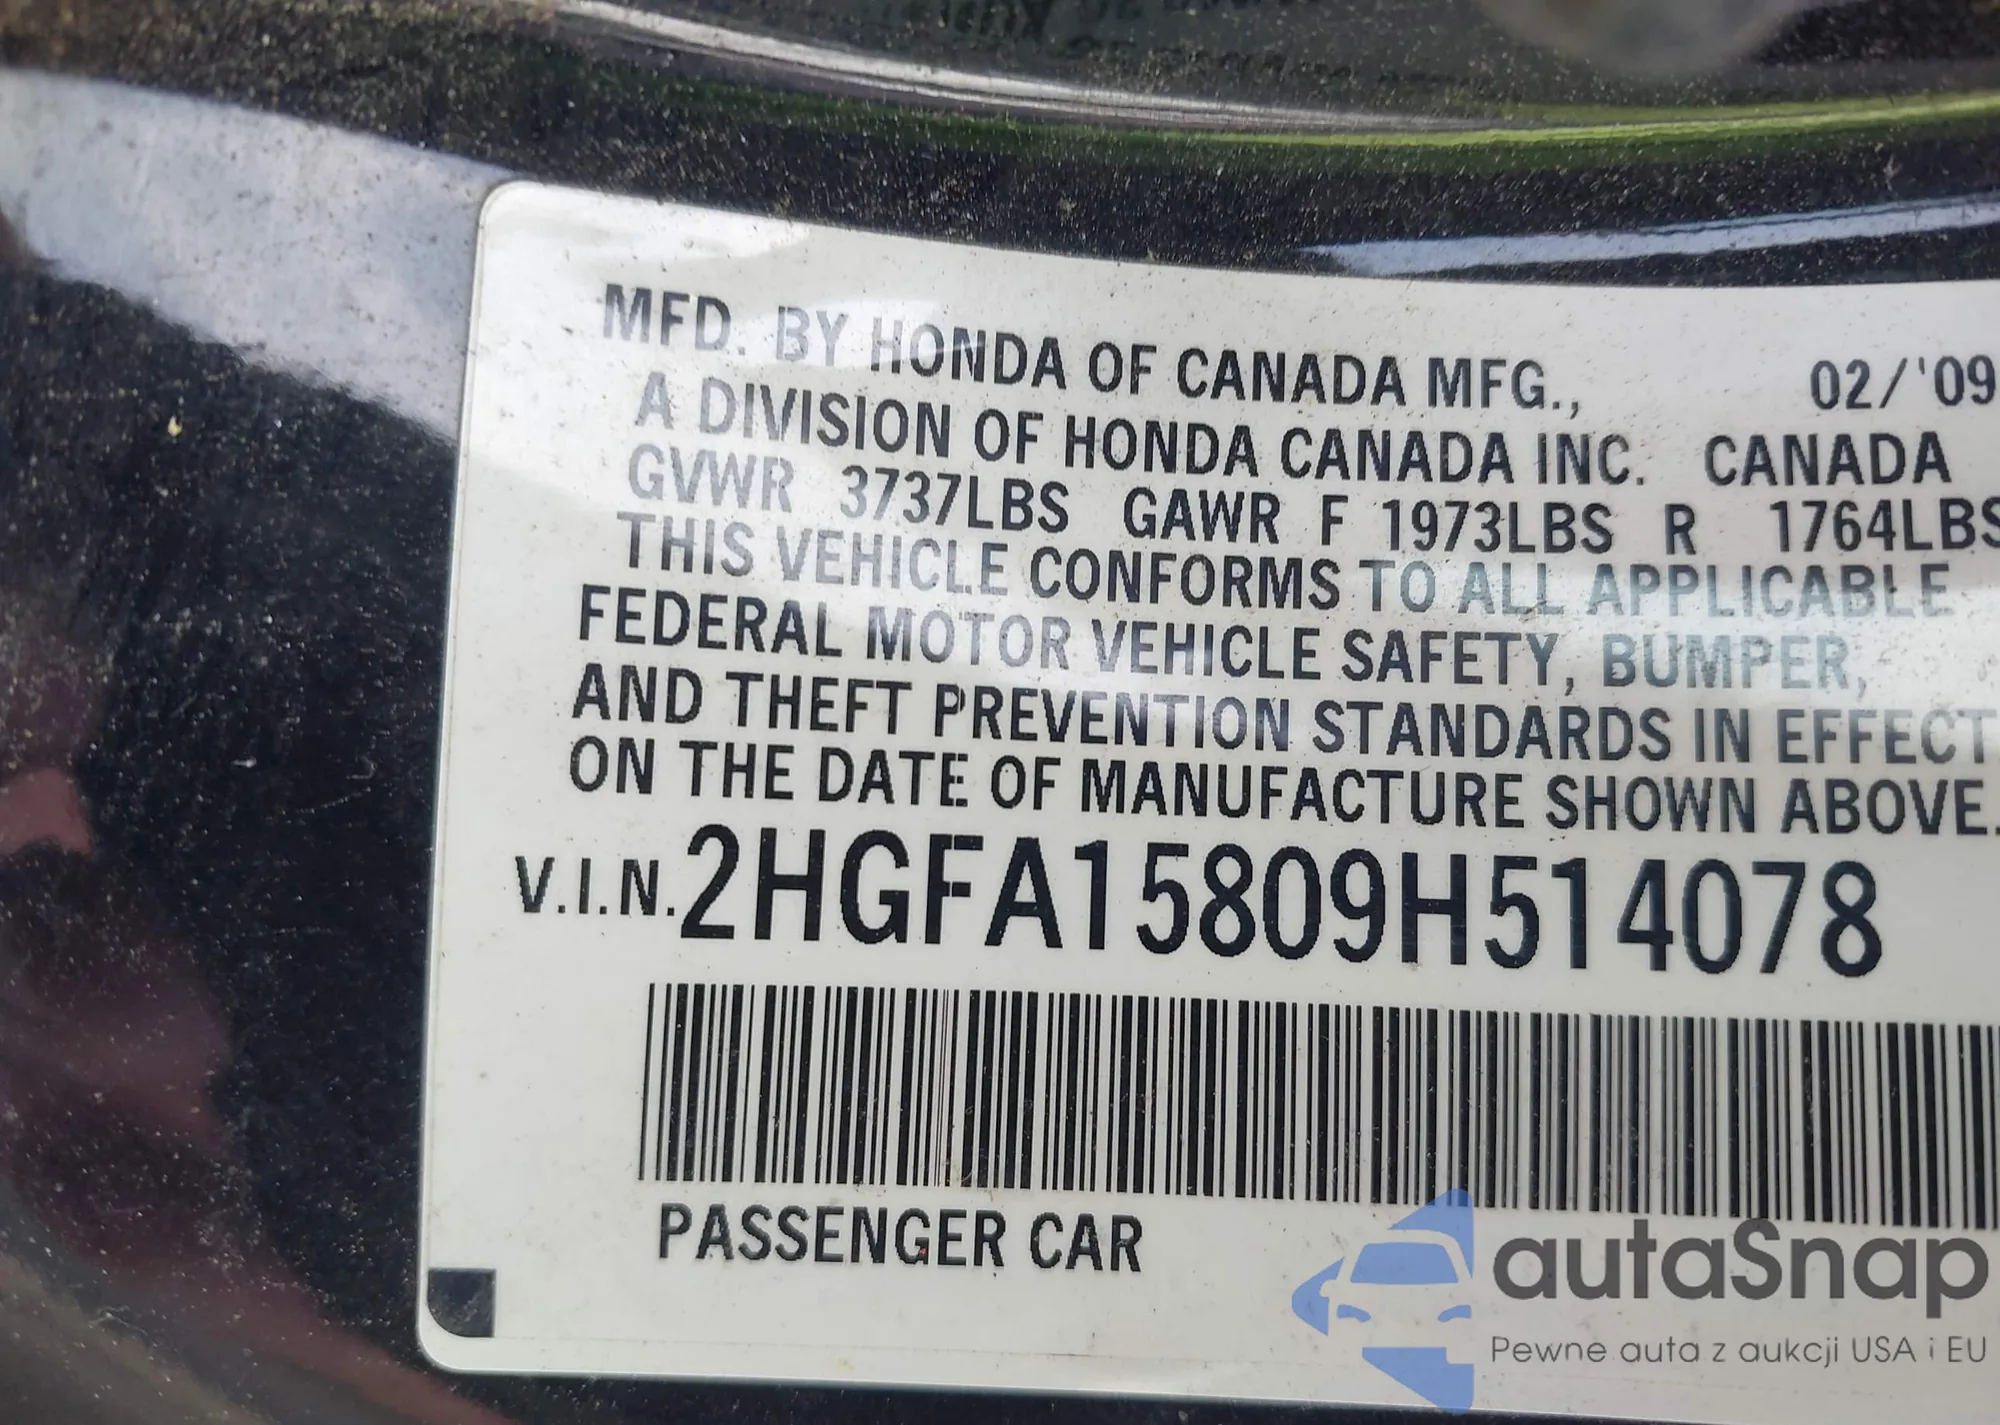 MFD. BY HONDA OF CANADA MFG., 02/'09
A DIVISION OF HONDA CANADA INC. CANADA
GVWR 3737LBS GAWR F 1973LBS R 1764LBS
THIS VEHICLE CONFORMS TO ALL APPLICABLE
FEDERAL MOTOR VEHICLE SAFETY, BUMPER,
AND THEFT PREVENTION STANDARDS IN EFFECT
ON THE DATE OF MANUFACTURE SHOWN ABOVE.
V.I.N. 2HGFA15809H514078
PASSENGER CAR
autaSnap
Pewne auta z aukcji USA i EU